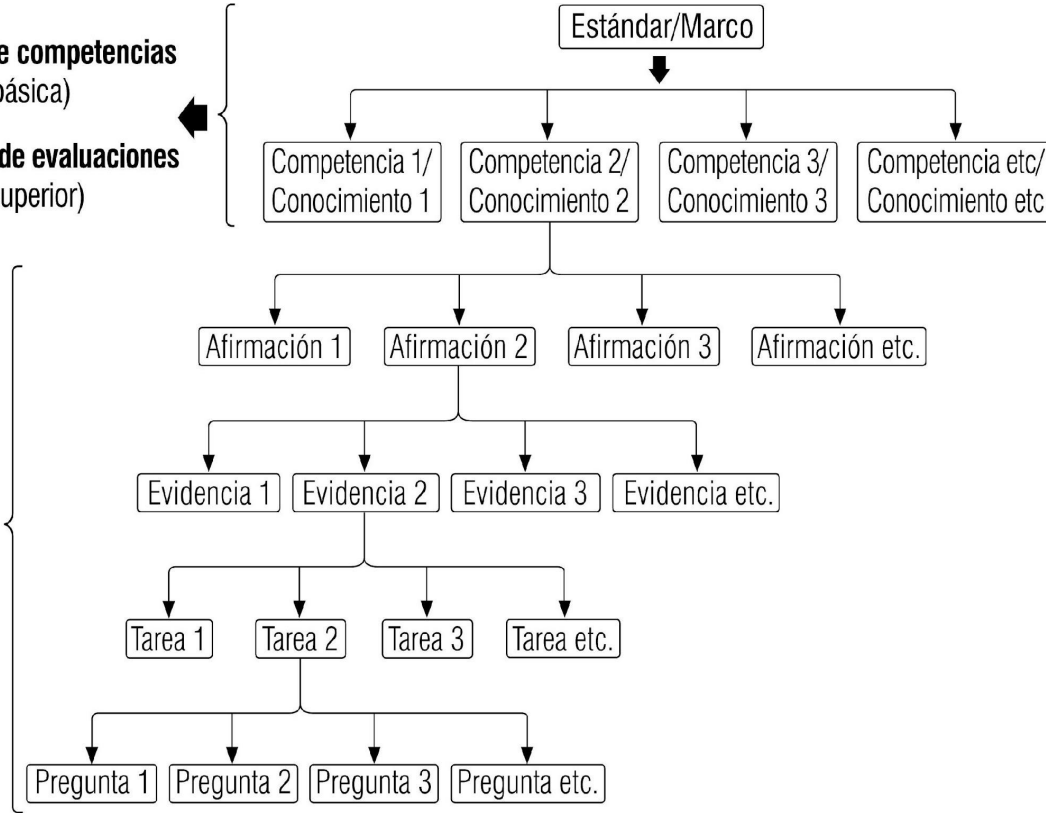 Estándar/Marco
e competencias
básica)
de evaluaciones
superior)
Competencia 1/
Conocimiento 1
Competencia 2/
Conocimiento 2
Competencia 3/
Conocimiento 3
Competencia etc/
Conocimiento etc
Afirmación 1
Afirmación 2
Afirmación 3
Afirmación etc.
Evidencia 1
Evidencia 2
Evidencia 3
Evidencia etc.
Tarea 1
Tarea 2
Tarea 3
Tarea etc.
Pregunta 1
Pregunta 2
Pregunta 3
Pregunta etc.